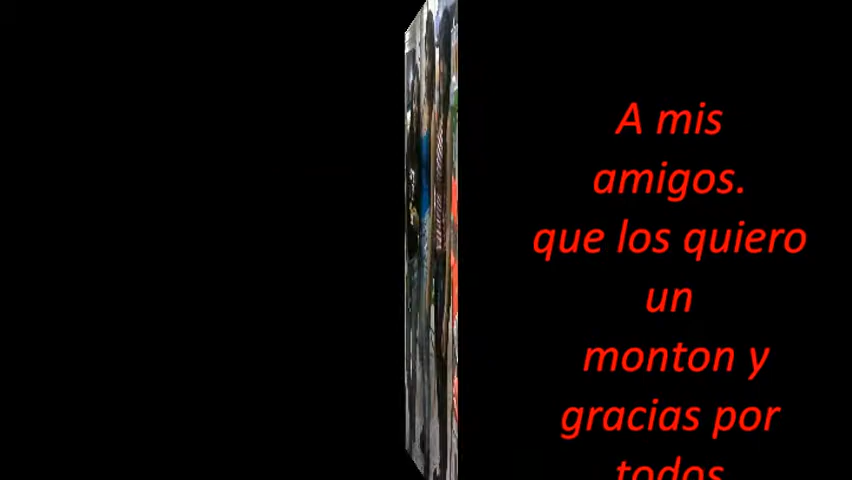 A mis
amigos.
que los quiero
un
monton y
gracias por
todos